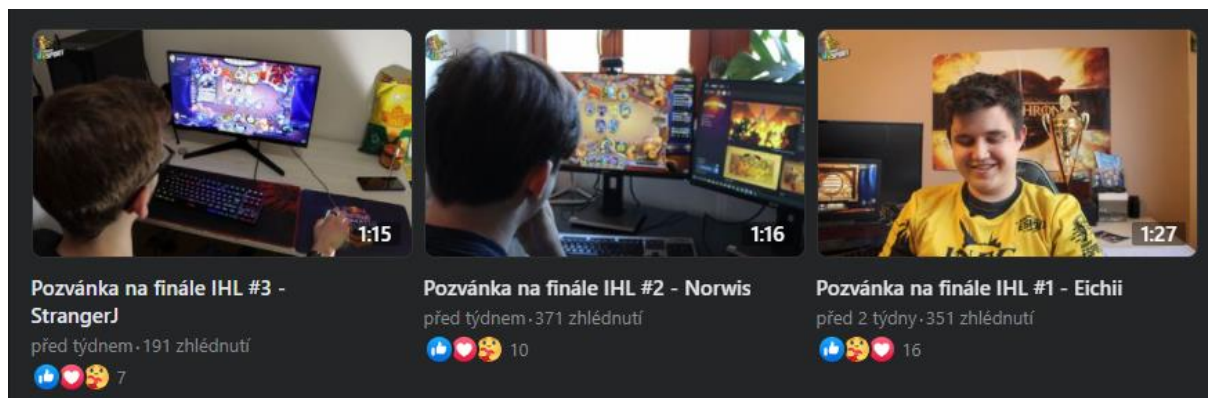 1:15
1:16
1:27
Pozvánka na finále IHL #3 -
StrangerJ
před týdnem · 191 zhlédnutí
7
Pozvánka na finále IHL #2 - Norwis
před týdnem · 371 zhlédnutí
10
Pozvánka na finále IHL #1 - Eichii
před 2 týdny · 351 zhlédnutí
16